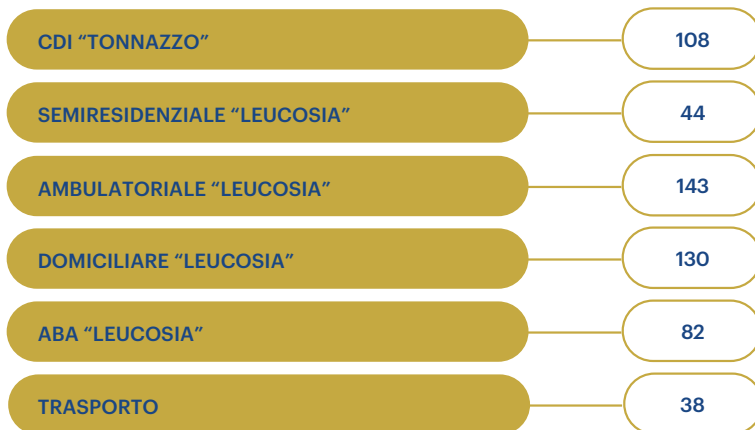 CDI “TONNAZZO” 108
SEMIRESIDENZIALE “LEUCOSIA” 44
AMBULATORIALE “LEUCOSIA” 143
DOMICILIARE “LEUCOSIA” 130
ABA “LEUCOSIA” 82
TRASPORTO 38